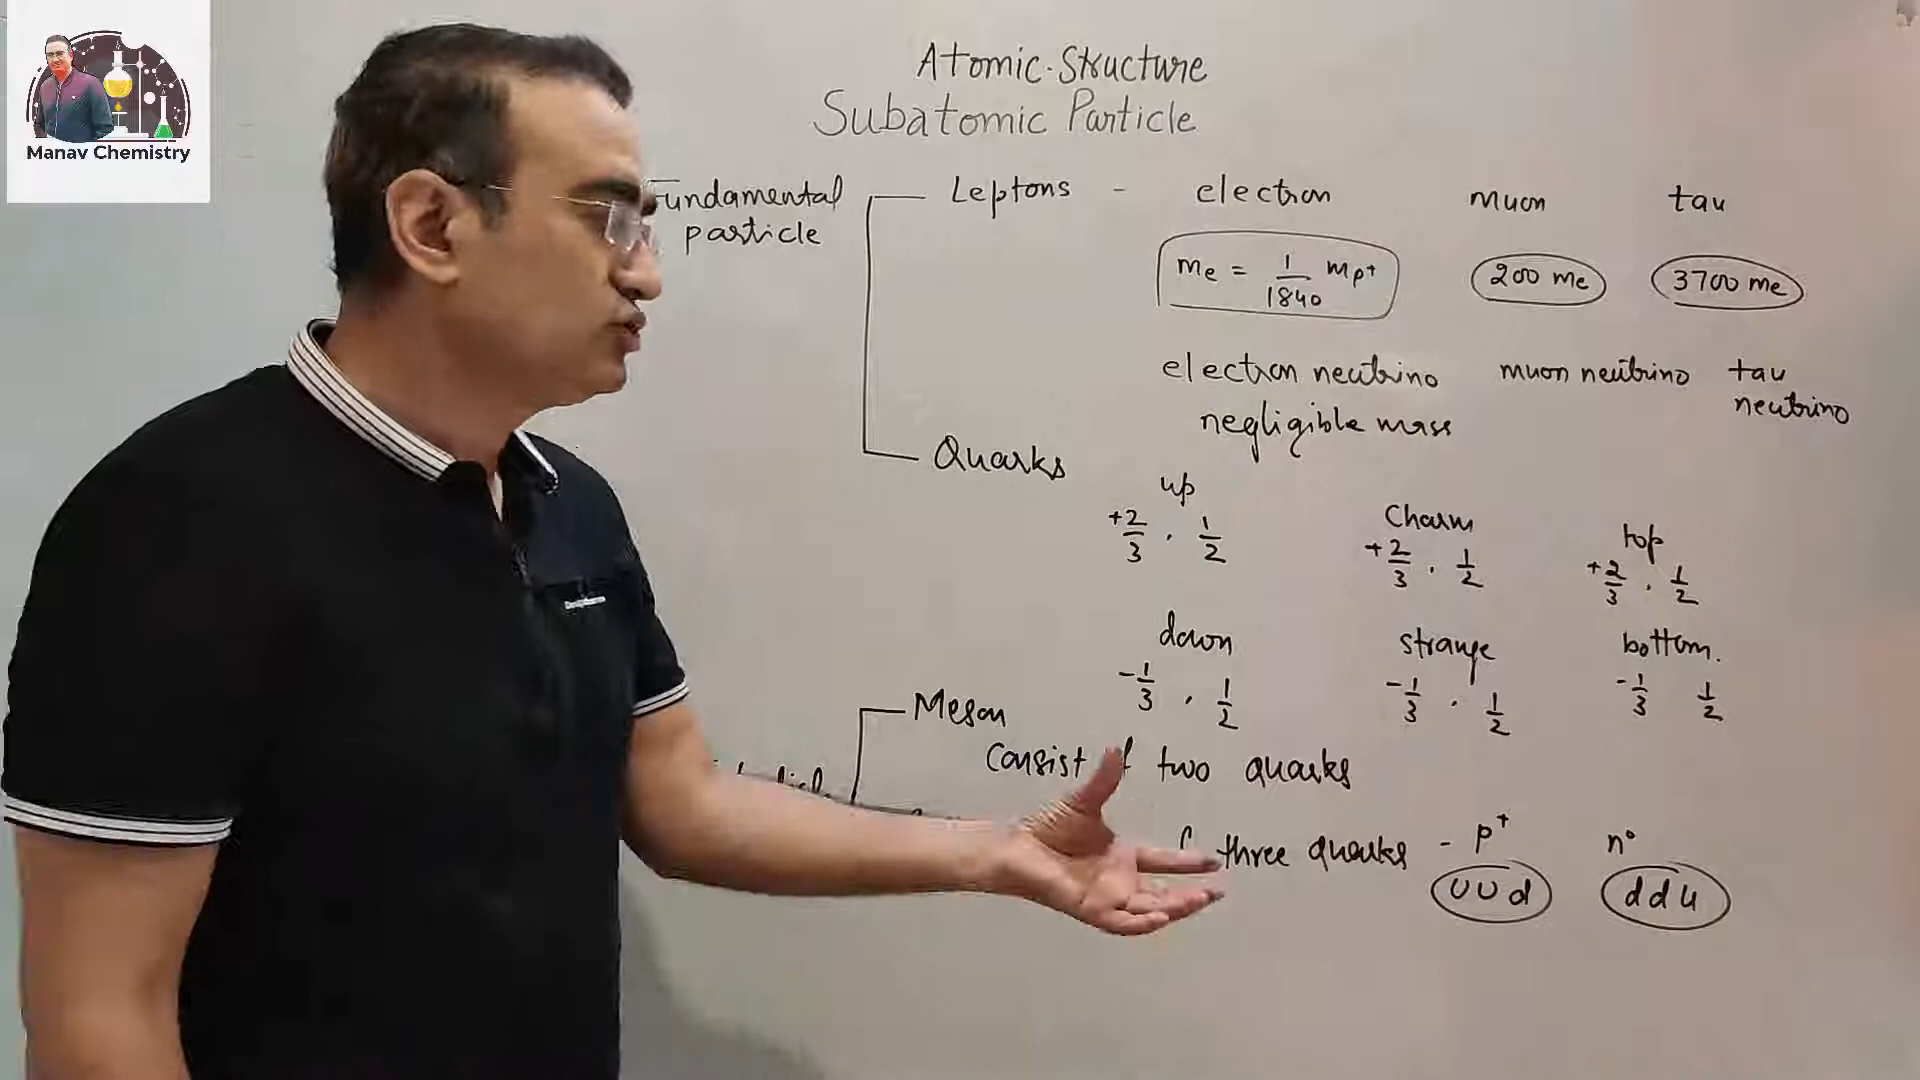 Manav Chemistry
Atomic Structure
Subatomic Particle
Fundamental particle
Leptons - electron muon tau
me = 1/1840 mp+ 200 me 3700 me
electron neutrino muon neutrino tau neutrino
negligible mass
Quarks
up Charm top
+2/3 , 1/2 +2/3 , 1/2 +2/3 , 1/2
down strange bottom.
-1/3 , 1/2 -1/3 , 1/2 -1/3 1/2
Meson
Consist two quarks
three quarks - p+ n°
UUd ddu